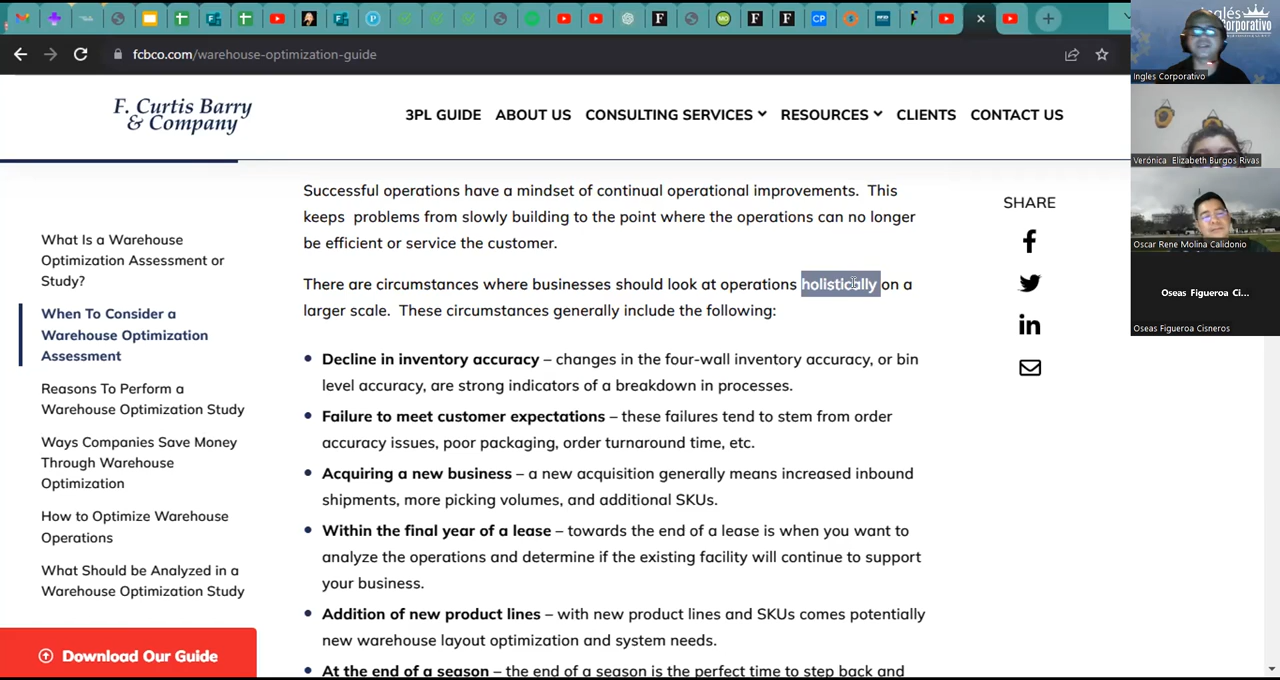 fcbco.com/warehouse-optimization-guide
F. Curtis Barry
& Company
3PL GUIDE
ABOUT US
CONSULTING SERVICES
RESOURCES
CLIENTS
CONTACT US
What Is a Warehouse
Optimization Assessment or
Study?
When To Consider a
Warehouse Optimization
Assessment
Reasons To Perform a
Warehouse Optimization Study
Ways Companies Save Money
Through Warehouse
Optimization
How to Optimize Warehouse
Operations
What Should be Analyzed in a
Warehouse Optimization Study
Download Our Guide
Successful operations have a mindset of continual operational improvements. This
keeps problems from slowly building to the point where the operations can no longer
be efficient or service the customer.
There are circumstances where businesses should look at operations holistically on a
larger scale. These circumstances generally include the following:
Decline in inventory accuracy – changes in the four-wall inventory accuracy, or bin
level accuracy, are strong indicators of a breakdown in processes.
Failure to meet customer expectations – these failures tend to stem from order
accuracy issues, poor packaging, order turnaround time, etc.
Acquiring a new business – a new acquisition generally means increased inbound
shipments, more picking volumes, and additional SKUs.
Within the final year of a lease – towards the end of a lease is when you want to
analyze the operations and determine if the existing facility will continue to support
your business.
Addition of new product lines – with new product lines and SKUs comes potentially
new warehouse layout optimization and system needs.
At the end of a season – the end of a season is the perfect time to step back and
SHARE
Inglés
Corporativo
Ingles Corporativo
Verónica Elizabeth Burgos Rivas
Oscar Rene Molina Calidonio
Oseas Figueroa Ci...
Oseas Figueroa Cisneros